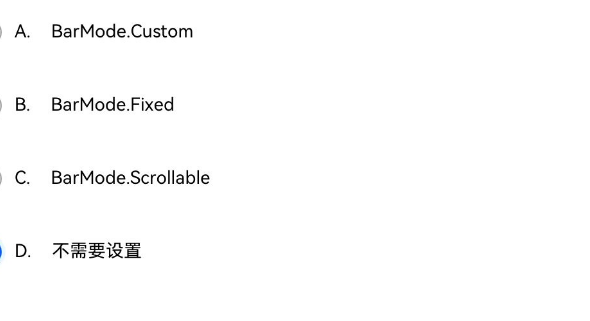 A. BarMode.Custom
B. BarMode.Fixed
C. BarMode.Scrollable
D. 不需要设置